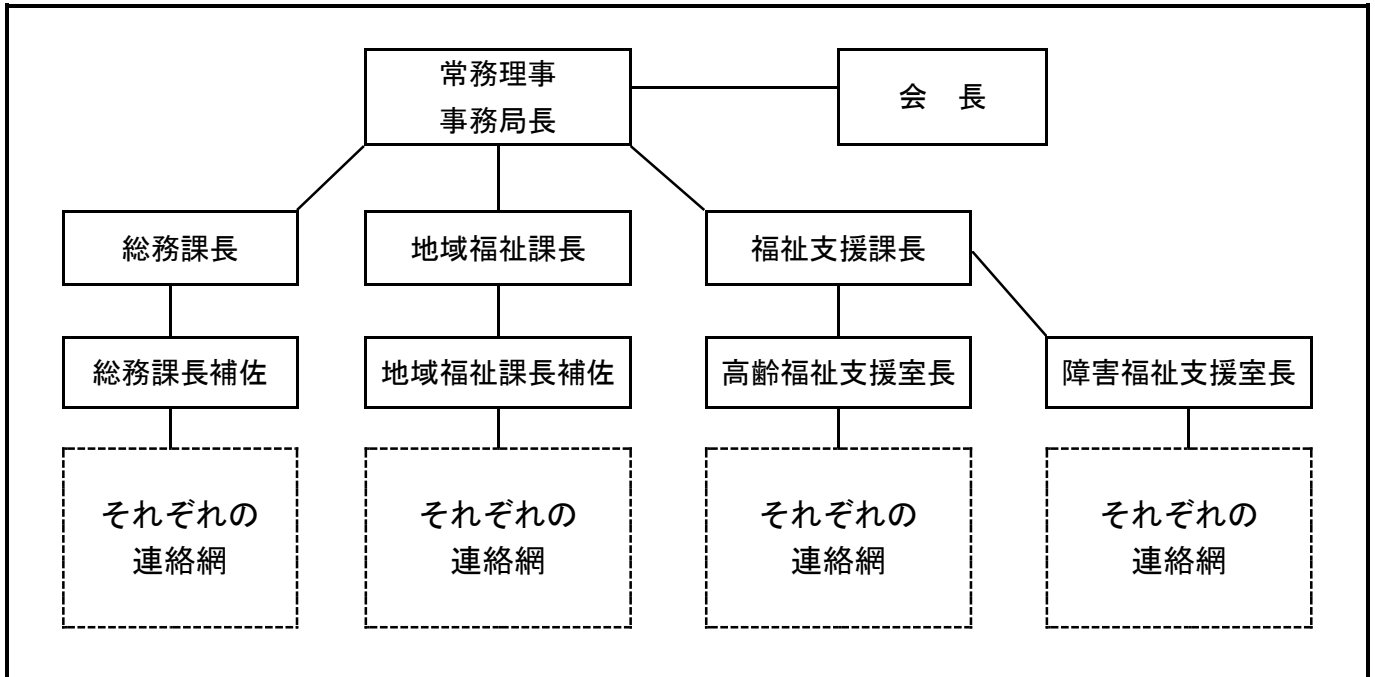 常務理事
事務局長
会　長
総務課長
地域福祉課長
福祉支援課長
総務課長補佐
地域福祉課長補佐
高齢福祉支援室長
障害福祉支援室長
それぞれの
連絡網
それぞれの
連絡網
それぞれの
連絡網
それぞれの
連絡網